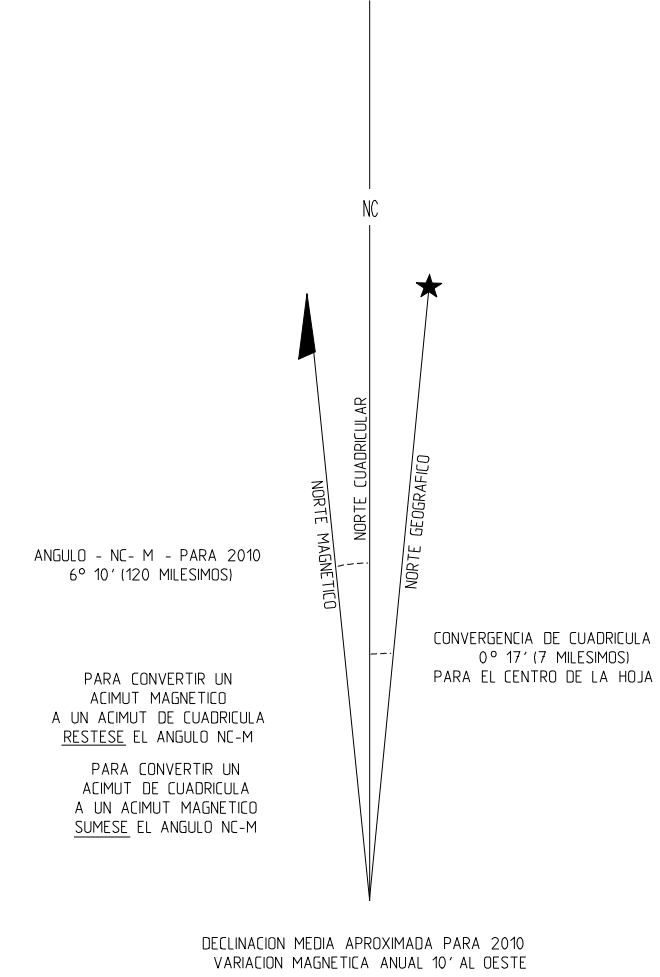 NC
NORTE CUADRICULAR
NORTE MAGNETICO
NORTE GEOGRAFICO
ANGULO - NC- M - PARA 2010
6º 10' (120 MILESIMOS)
CONVERGENCIA DE CUADRICULA
0º 17' (7 MILESIMOS)
PARA EL CENTRO DE LA HOJA
PARA CONVERTIR UN
ACIMUT MAGNETICO
A UN ACIMUT DE CUADRICULA
RESTESE EL ANGULO NC-M
PARA CONVERTIR UN
ACIMUT DE CUADRICULA
A UN ACIMUT MAGNETICO
SUMESE EL ANGULO NC-M
DECLINACION MEDIA APROXIMADA PARA 2010
VARIACION MAGNETICA ANUAL 10' AL OESTE